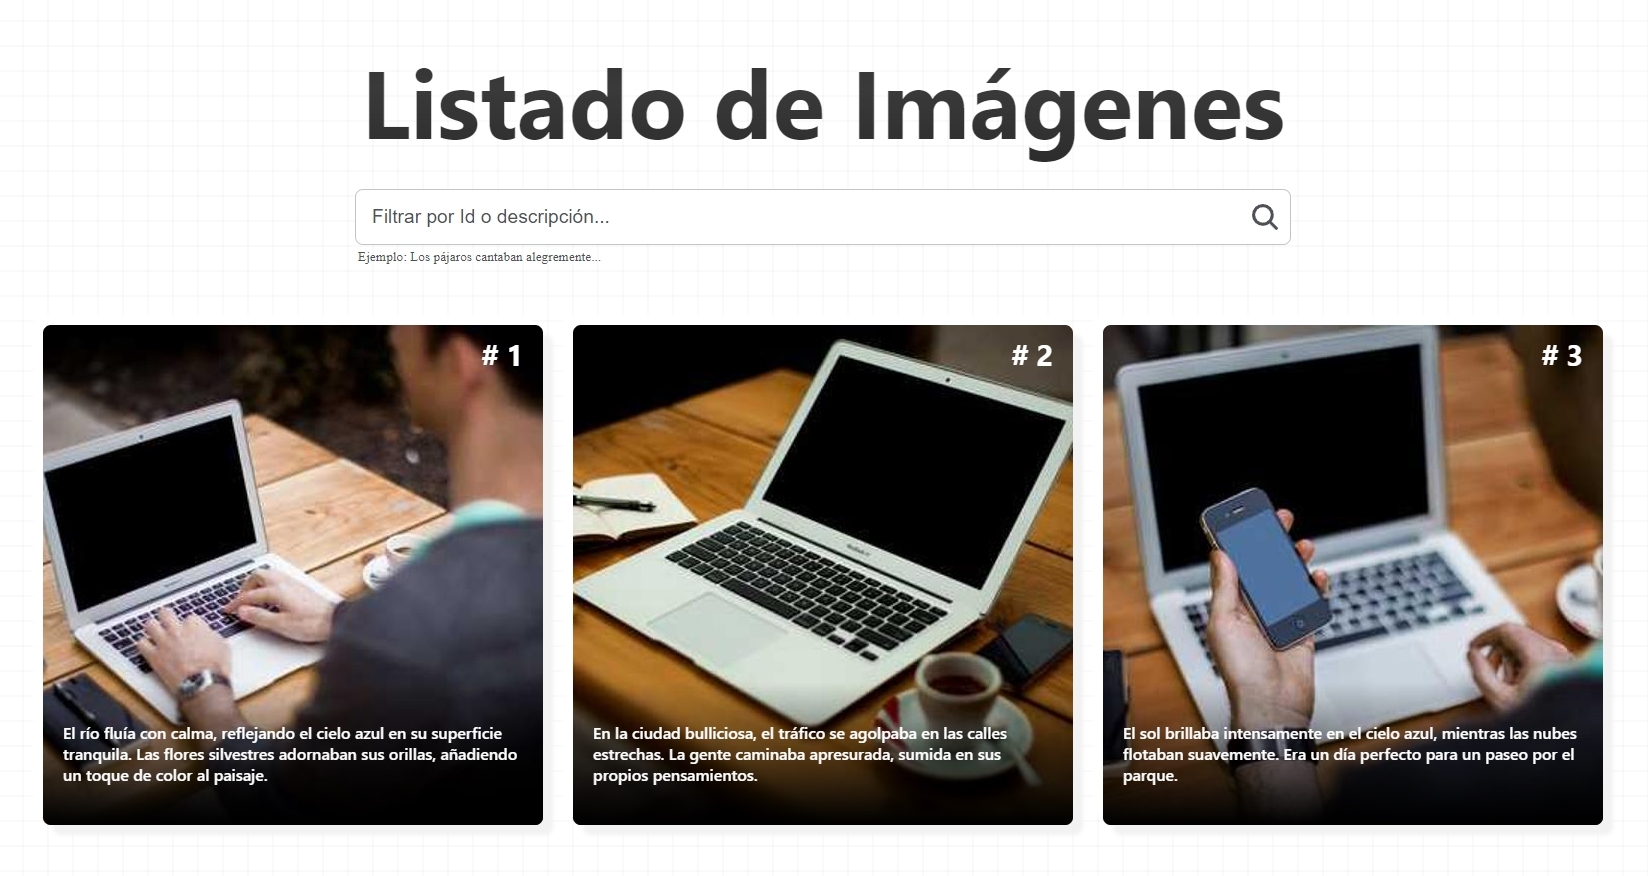 Listado de Imágenes
Filtrar por Id o descripción...
Ejemplo: Los pájaros cantaban alegremente...
# 1
# 2
# 3
El río fluía con calma, reflejando el cielo azul en su superficie
tranquila. Las flores silvestres adornaban sus orillas, añadiendo
un toque de color al paisaje.
En la ciudad bulliciosa, el tráfico se agolpaba en las calles
estrechas. La gente caminaba apresurada, sumida en sus
propios pensamientos.
El sol brillaba intensamente en el cielo azul, mientras las nubes
flotaban suavemente. Era un día perfecto para un paseo por el
parque.